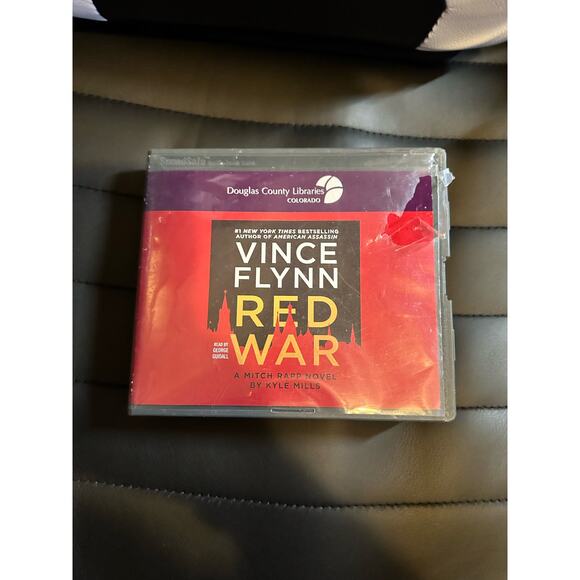 SoundSafe
Douglas County Libraries
COLORADO
#1 NEW YORK TIMES BESTSELLING
AUTHOR OF AMERICAN ASSASSIN
VINCE
FLYNN
RED
WAR
READ BY
GEORGE
GUIDALL
A MITCH RAPP NOVEL
BY KYLE MILLS